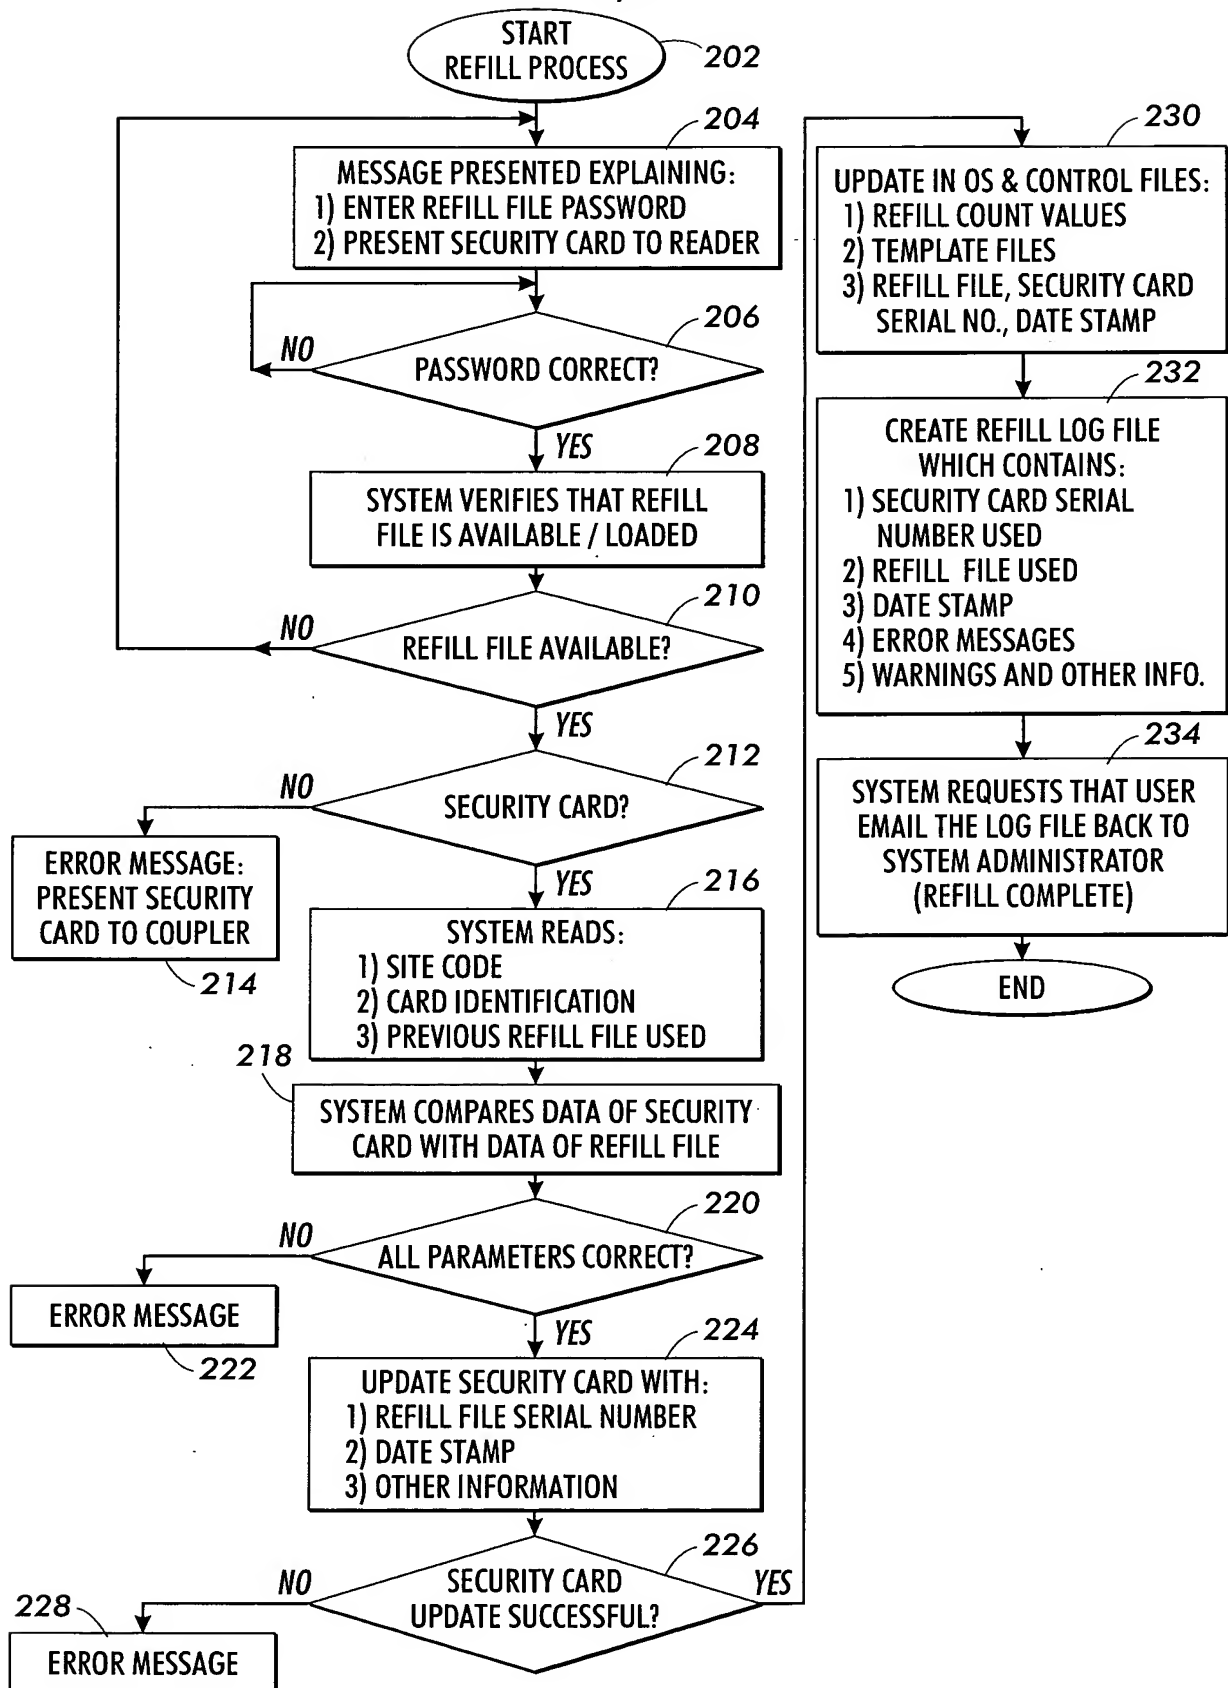 START
REFILL PROCESS
202
204
MESSAGE PRESENTED EXPLAINING:
1) ENTER REFILL FILE PASSWORD
2) PRESENT SECURITY CARD TO READER
206
NO
PASSWORD CORRECT?
YES
208
SYSTEM VERIFIES THAT REFILL
FILE IS AVAILABLE / LOADED
210
NO
REFILL FILE AVAILABLE?
YES
212
NO
SECURITY CARD?
ERROR MESSAGE:
PRESENT SECURITY
CARD TO COUPLER
214
YES
216
SYSTEM READS:
1) SITE CODE
2) CARD IDENTIFICATION
3) PREVIOUS REFILL FILE USED
218
SYSTEM COMPARES DATA OF SECURITY
CARD WITH DATA OF REFILL FILE
220
NO
ALL PARAMETERS CORRECT?
ERROR MESSAGE
222
YES
224
UPDATE SECURITY CARD WITH:
1) REFILL FILE SERIAL NUMBER
2) DATE STAMP
3) OTHER INFORMATION
226
NO
SECURITY CARD
UPDATE SUCCESSFUL?
YES
228
ERROR MESSAGE
230
UPDATE IN OS & CONTROL FILES:
1) REFILL COUNT VALUES
2) TEMPLATE FILES
3) REFILL FILE, SECURITY CARD
SERIAL NO., DATE STAMP
232
CREATE REFILL LOG FILE
WHICH CONTAINS:
1) SECURITY CARD SERIAL
NUMBER USED
2) REFILL FILE USED
3) DATE STAMP
4) ERROR MESSAGES
5) WARNINGS AND OTHER INFO.
234
SYSTEM REQUESTS THAT USER
EMAIL THE LOG FILE BACK TO
SYSTEM ADMINISTRATOR
(REFILL COMPLETE)
END